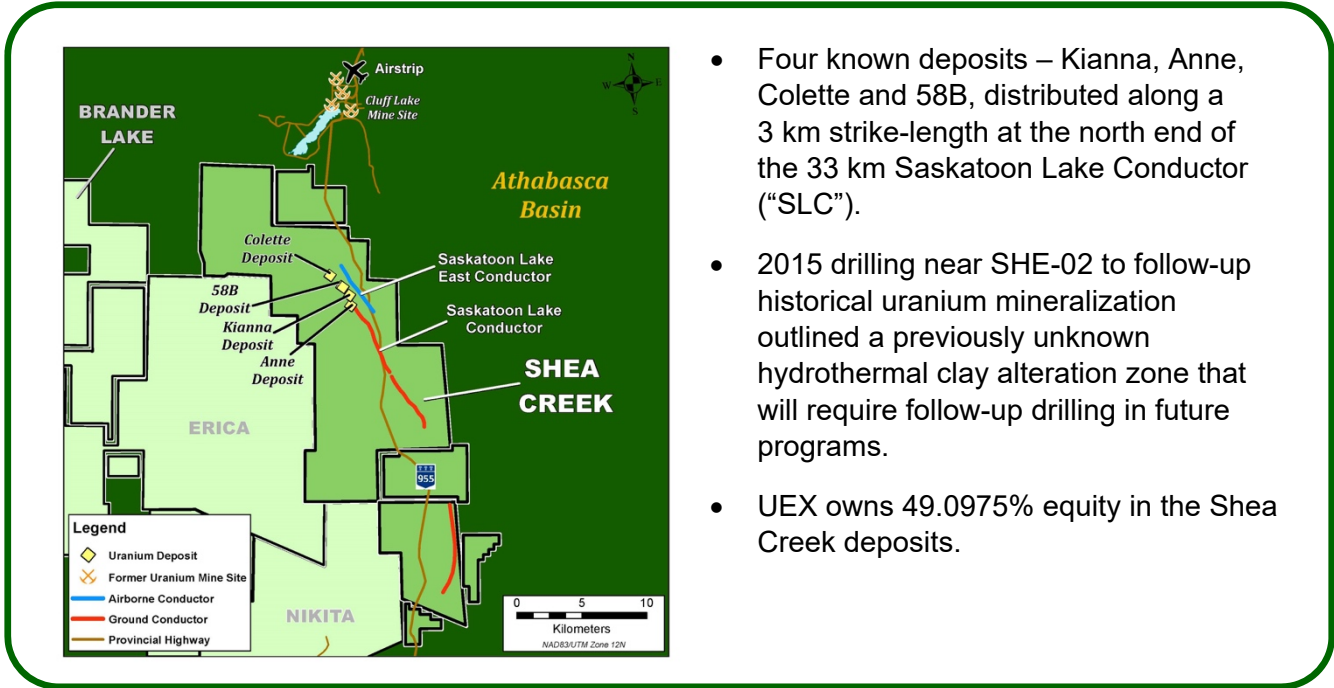 Airstrip
N
W
E
S
Cluff Lake
Mine Site
BRANDER
LAKE
Athabasca
Basin
Colette
Deposit
Saskatoon Lake
East Conductor
58B
Deposit
Saskatoon Lake
Conductor
Kianna
Deposit
Anne
Deposit
SHEA
CREEK
ERICA
955
Legend
Uranium Deposit
Former Uranium Mine Site
Airborne Conductor
Ground Conductor
Provincial Highway
NIKITA
0 5 10
Kilometers
NAD83/UTM Zone 12N
• Four known deposits – Kianna, Anne,
Colette and 58B, distributed along a
3 km strike-length at the north end of
the 33 km Saskatoon Lake Conductor
(“SLC”).
• 2015 drilling near SHE-02 to follow-up
historical uranium mineralization
outlined a previously unknown
hydrothermal clay alteration zone that
will require follow-up drilling in future
programs.
• UEX owns 49.0975% equity in the Shea
Creek deposits.